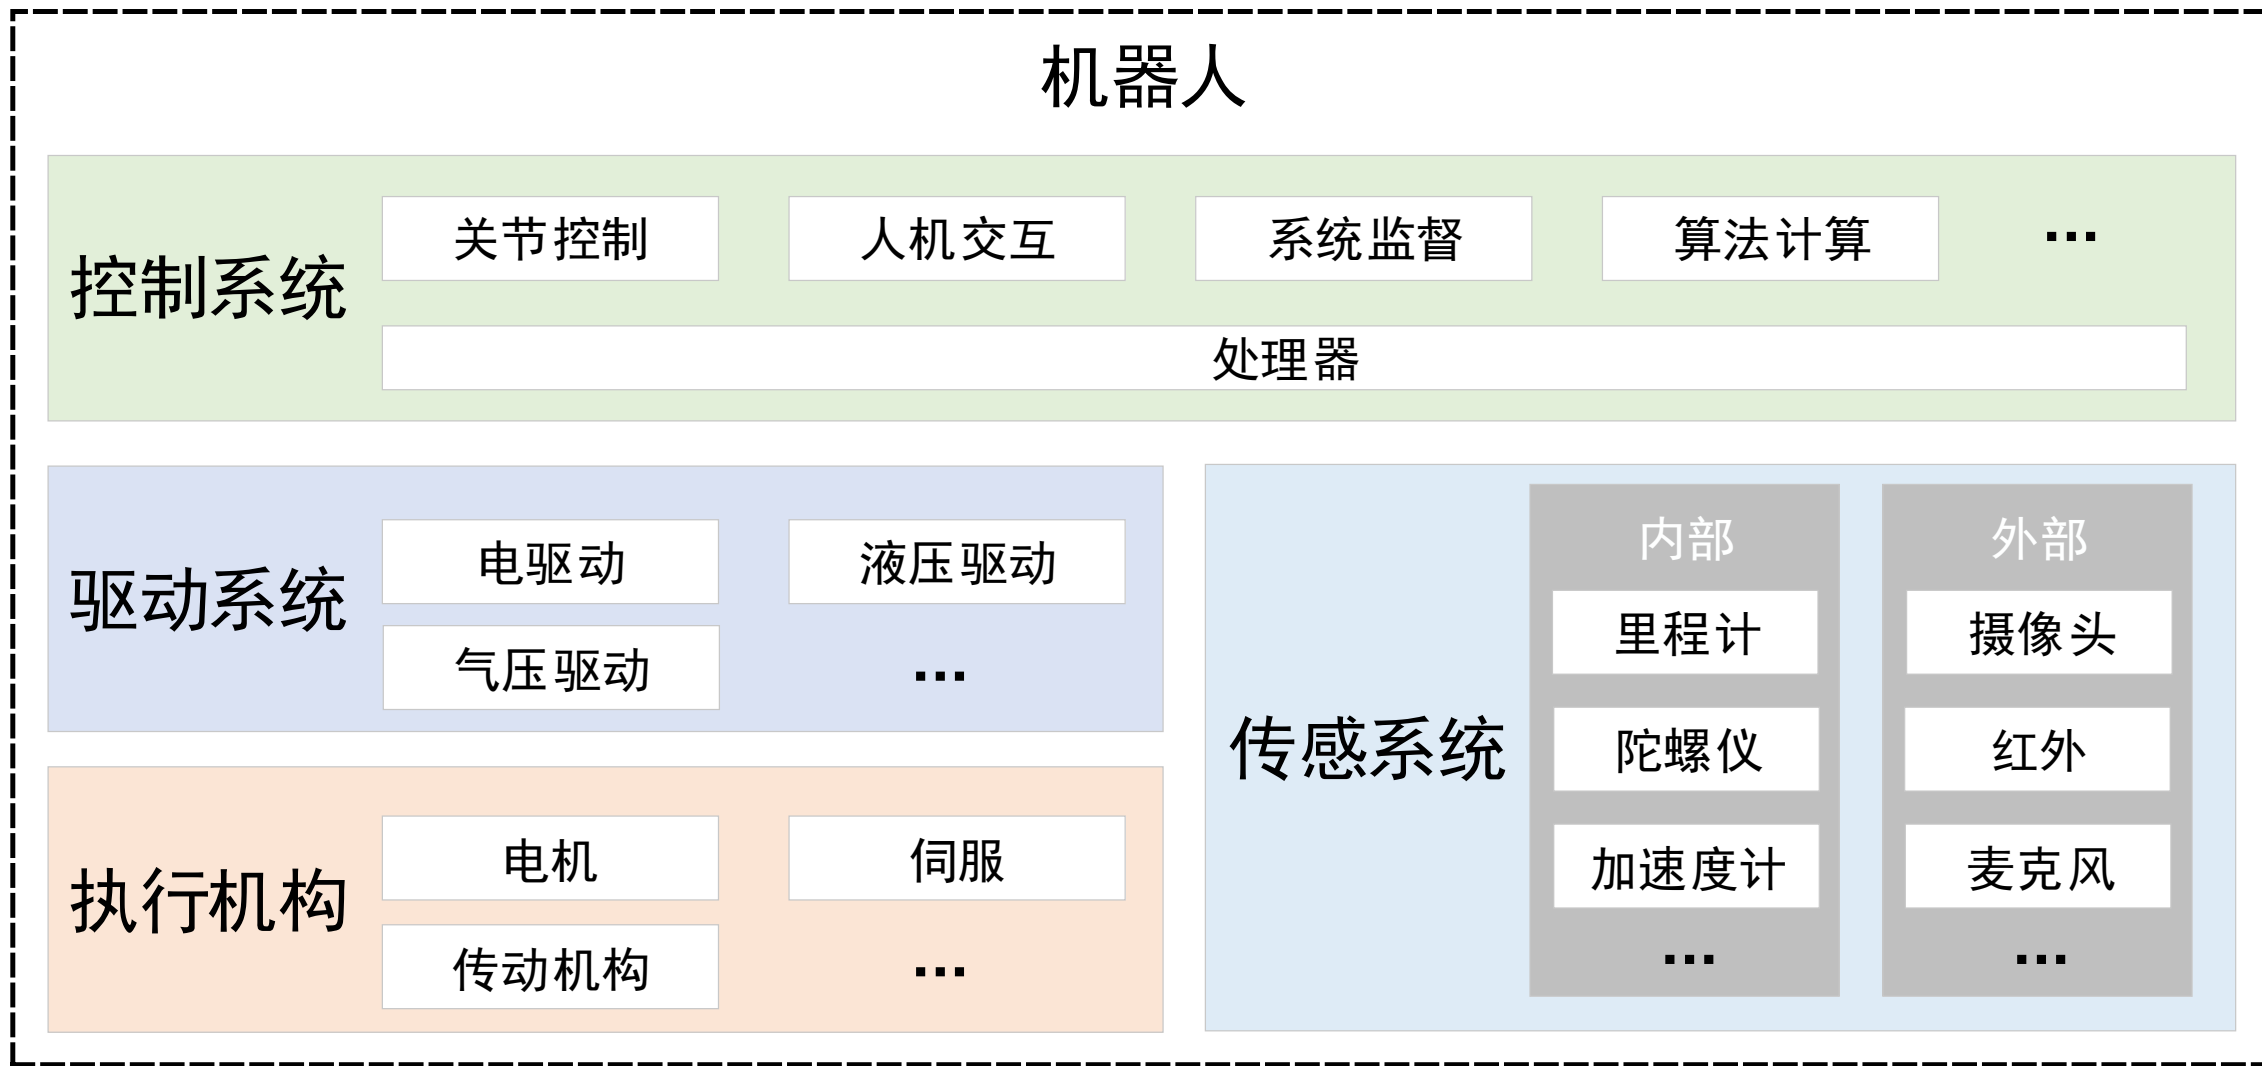 机器人
控制系统
关节控制
人机交互
系统监督
算法计算
...
处理器
驱动系统
电驱动
液压驱动
气压驱动
...
执行机构
电机
伺服
传动机构
...
传感系统
内部
里程计
陀螺仪
加速度计
...
外部
摄像头
红外
麦克风
...